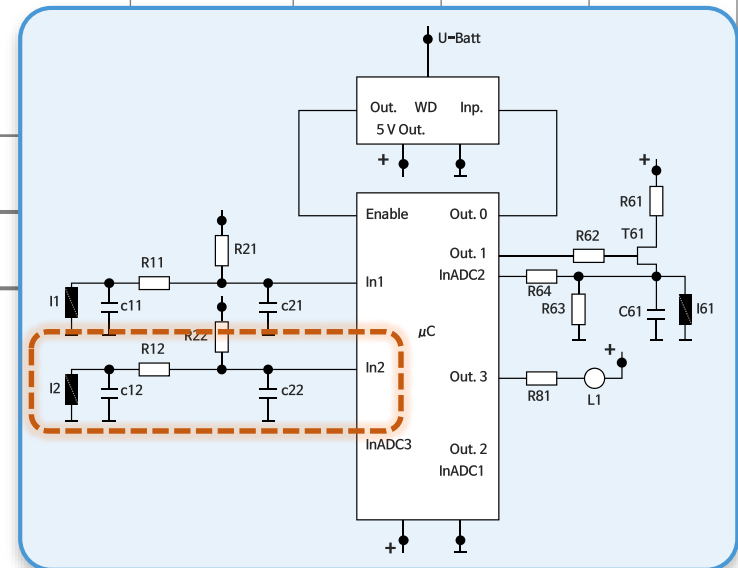 U-Batt
Out. WD Inp.
5 V Out.
+
+
Enable Out. 0
R61
R11
R21
R62
T61
Out. 1
InADC2
I1
c11
c21
In1
R64
R63
C61
I61
R22
µC
R12
+
I2
c12
c22
In2
Out. 3
R81
L1
InADC3
Out. 2
InADC1
+